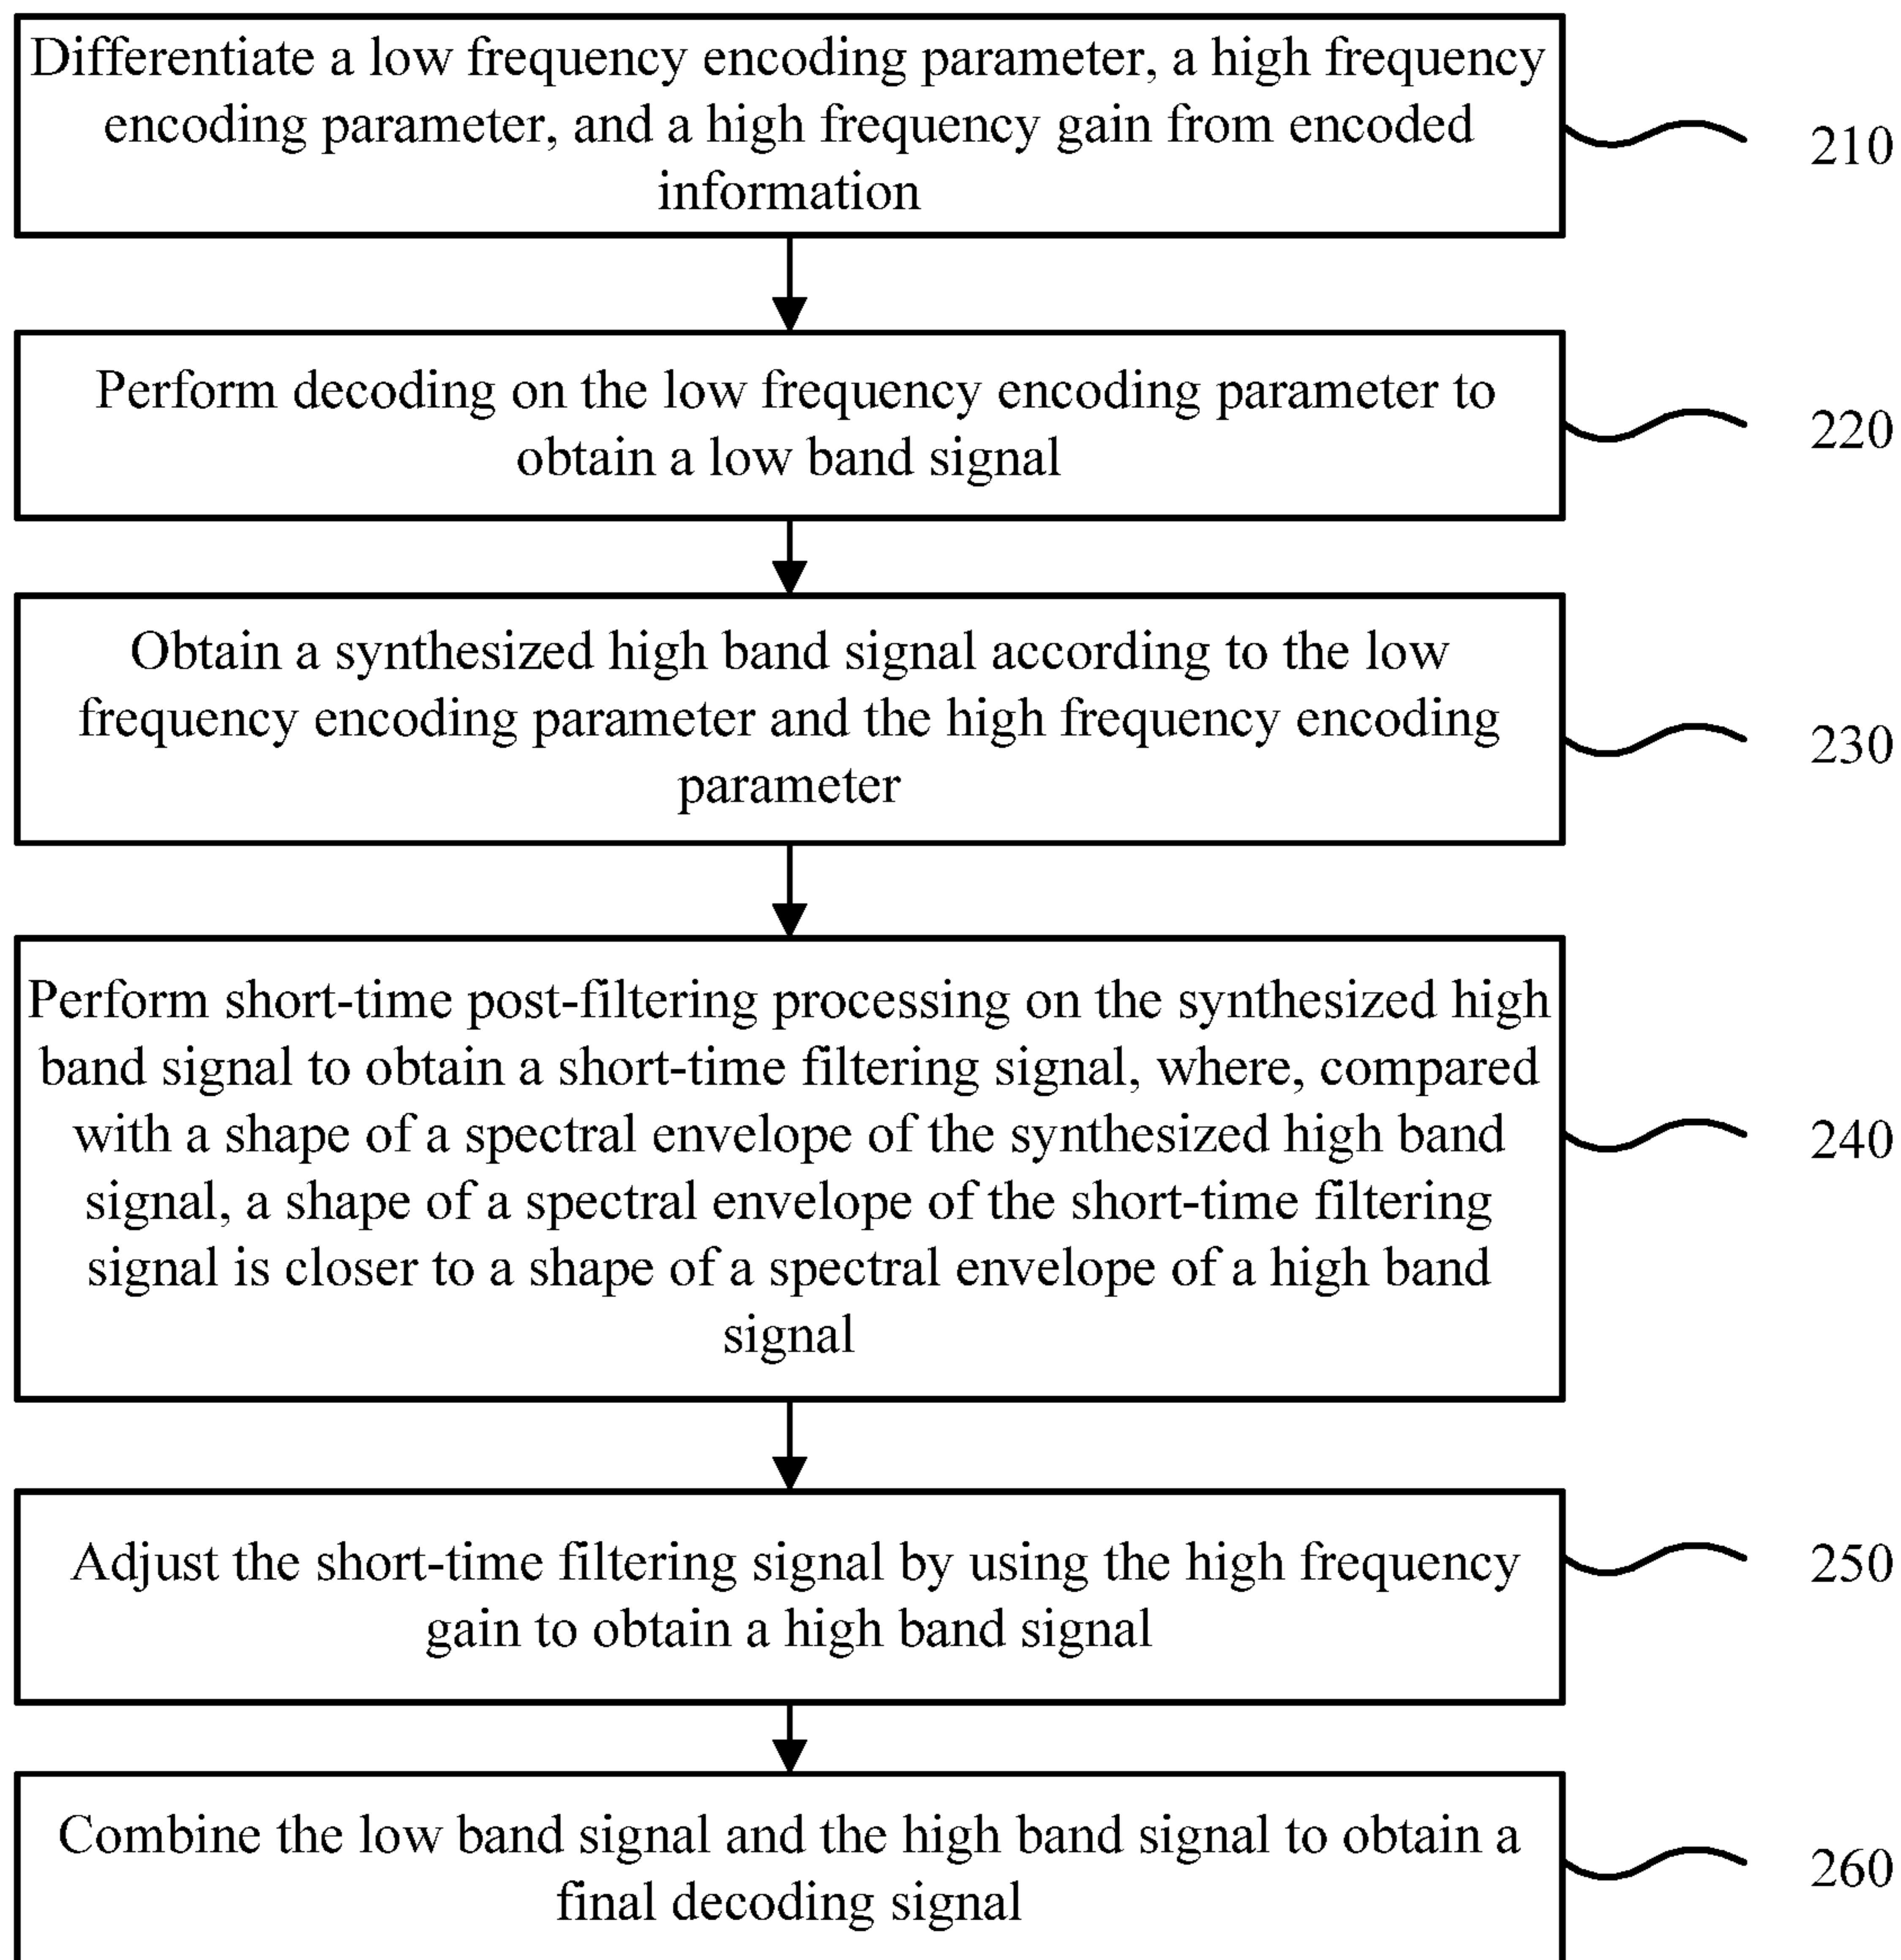 Differentiate a low frequency encoding parameter, a high frequency
encoding parameter, and a high frequency gain from encoded
information
210
Perform decoding on the low frequency encoding parameter to
obtain a low band signal
220
Obtain a synthesized high band signal according to the low
frequency encoding parameter and the high frequency encoding
parameter
230
Perform short-time post-filtering processing on the synthesized high
band signal to obtain a short-time filtering signal, where, compared
with a shape of a spectral envelope of the synthesized high band
signal, a shape of a spectral envelope of the short-time filtering
signal is closer to a shape of a spectral envelope of a high band
signal
240
Adjust the short-time filtering signal by using the high frequency
gain to obtain a high band signal
250
Combine the low band signal and the high band signal to obtain a
final decoding signal
260